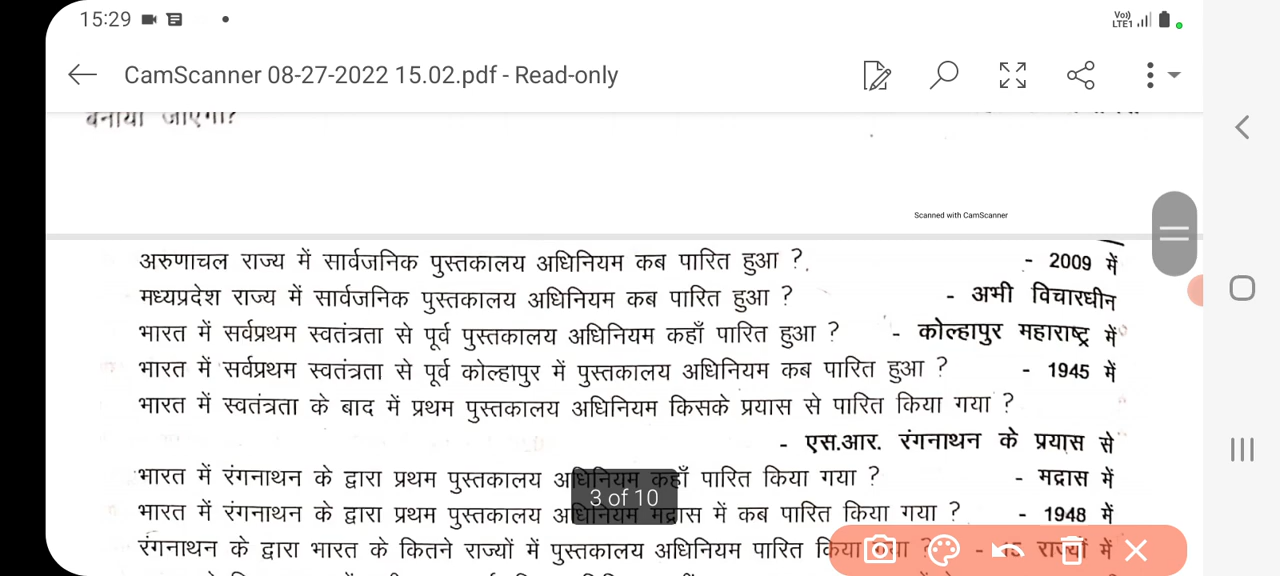 15:29
Vo)) LTE1
CamScanner 08-27-2022 15.02.pdf - Read-only
बनाया जाएगा?
Scanned with CamScanner
अरुणाचल राज्य में सार्वजनिक पुस्तकालय अधिनियम कब पारित हुआ ? - 2009 में
मध्यप्रदेश राज्य में सार्वजनिक पुस्तकालय अधिनियम कब पारित हुआ ? - अभी विचारधीन
भारत में सर्वप्रथम स्वतंत्रता से पूर्व पुस्तकालय अधिनियम कहाँ पारित हुआ ? - कोल्हापुर महाराष्ट्र में
भारत में सर्वप्रथम स्वतंत्रता से पूर्व कोल्हापुर में पुस्तकालय अधिनियम कब पारित हुआ ? - 1945 में
भारत में स्वतंत्रता के बाद में प्रथम पुस्तकालय अधिनियम किसके प्रयास से पारित किया गया ?
- एस.आर. रंगनाथन के प्रयास से
भारत में रंगनाथन के द्वारा प्रथम पुस्तकालय अधिनियम कहाँ पारित किया गया ? - मद्रास में
3 of 10
भारत में रंगनाथन के द्वारा प्रथम पुस्तकालय अधिनियम मद्रास में कब पारित किया गया ? - 1948 में
रंगनाथन के द्वारा भारत के कितने राज्यों में पुस्तकालय अधिनियम पारित किया गया ? - राज्यों में